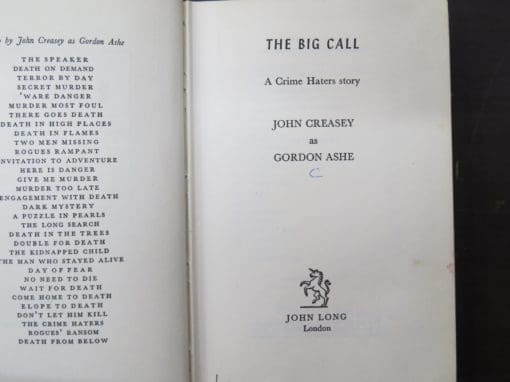 by John Creasey as Gordon Ashe
THE SPEAKER
DEATH ON DEMAND
TERROR BY DAY
SECRET MURDER
'WARE DANGER
MURDER MOST FOUL
THERE GOES DEATH
DEATH IN HIGH PLACES
DEATH IN FLAMES
TWO MEN MISSING
ROGUES RAMPANT
NVITATION TO ADVENTURE
HERE IS DANGER
GIVE ME MURDER
MURDER TOO LATE
ENGAGEMENT WITH DEATH
DARK MYSTERY
A PUZZLE IN PEARLS
THE LONG SEARCH
DEATH IN THE TREES
DOUBLE FOR DEATH
THE KIDNAPPED CHILD
THE MAN WHO STAYED ALIVE
DAY OF FEAR
NO NEED TO DIE
WAIT FOR DEATH
COME HOME TO DEATH
ELOPE TO DEATH
DON'T LET HIM KILL
THE CRIME HATERS
ROGUES' RANSOM
DEATH FROM BELOW
THE BIG CALL
A Crime Haters story
JOHN CREASEY
as
GORDON ASHE
C
JOHN LONG
London